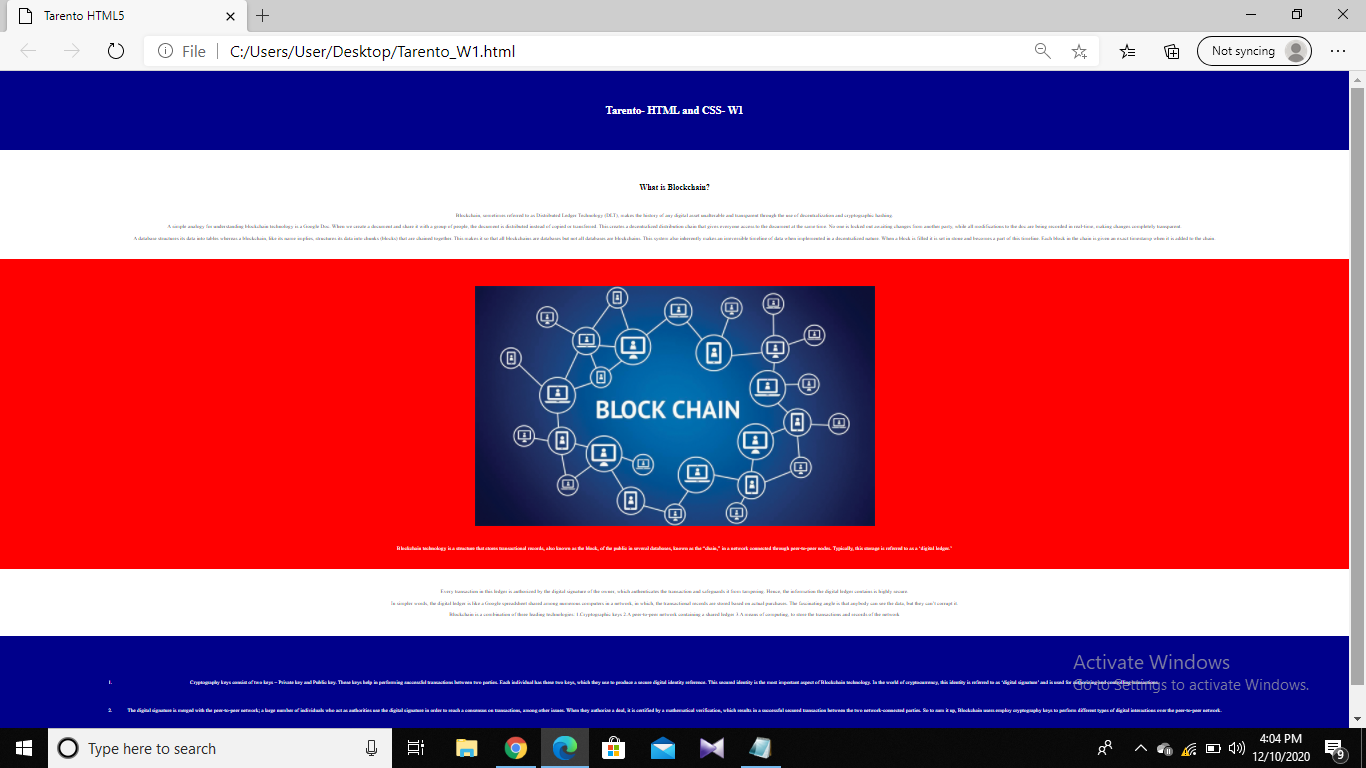 Tarento HTML5
File
C:/Users/User/Desktop/Tarento_W1.html
Not syncing
Tarento- HTML and CSS- W1
What is Blockchain?
Blockchain, sometimes referred to as Distributed Ledger Technology (DLT), makes the history of any digital asset unalterable and transparent through the use of decentralization and cryptographic hashing.
A simple analogy for understanding blockchain technology is a Google Doc. When we create a document and share it with a group of people, the document is distributed instead of copied or transferred. This creates a decentralized distribution chain that gives everyone access to the document at the same time. No one is locked out awaiting changes from another party, while all modifications to the doc are being recorded in real-time, making changes completely transparent.
A database structures its data into tables whereas a blockchain, like its name implies, structures its data into chunks (blocks) that are chained together. This makes it so that all blockchains are databases but not all databases are blockchains. This system also inherently makes an irreversible timeline of data when implemented in a decentralized nature. When a block is filled it is set in stone and becomes a part of this timeline. Each block in the chain is given an exact timestamp when it is added to the chain.
BLOCK CHAIN
Blockchain technology is a structure that stores transactional records, also known as the block, of the public in several databases, known as the "chain," in a network connected through peer-to-peer nodes. Typically, this storage is referred to as a 'digital ledger.'
Every transaction in this ledger is authorized by the digital signature of the owner, which authenticates the transaction and safeguards it from tampering. Hence, the information the digital ledger contains is highly secure.
In simpler words, the digital ledger is like a Google spreadsheet shared among numerous computers in a network, in which, the transactional records are stored based on actual purchases. The fascinating angle is that anybody can see the data, but they can't corrupt it.
Blockchain is a combination of three leading technologies: 1.Cryptographic keys 2.A peer-to-peer network containing a shared ledger 3.A means of computing, to store the transactions and records of the network
1. Cryptography keys consist of two keys – Private key and Public key. These keys help in performing successful transactions between two parties. Each individual has these two keys, which they use to produce a secure digital identity reference. This secured identity is the most important aspect of Blockchain technology. In the world of cryptocurrency, this identity is referred to as 'digital signature' and is used for authorizing and controlling transactions.
2. The digital signature is merged with the peer-to-peer network; a large number of individuals who act as authorities use the digital signature in order to reach a consensus on transactions, among other issues. When they authorize a deal, it is certified by a mathematical verification, which results in a successful secured transaction between the two network-connected parties. So to sum it up, Blockchain users employ cryptography keys to perform different types of digital interactions over the peer-to-peer network.
Activate Windows
Go to Settings to activate Windows.
Type here to search
4:04 PM
12/10/2020
9